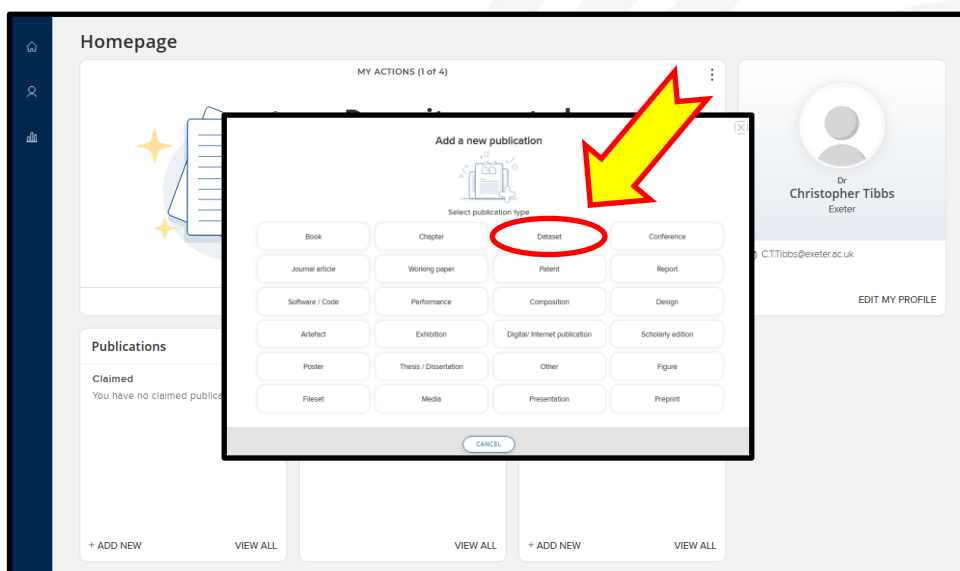 Homepage
MY ACTIONS (1 of 4)
Add a new publication
Select publication type
Book
Chapter
Dataset
Conference
Journal article
Working paper
Patent
Report
Software / Code
Performance
Composition
Design
Artefact
Exhibition
Digital/ Internet publication
Scholarly edition
Poster
Thesis / Dissertation
Other
Figure
Fileset
Media
Presentation
Preprint
CANCEL
Dr
Christopher Tibbs
Exeter
C.T.Tibbs@exeter.ac.uk
EDIT MY PROFILE
Publications
Claimed
You have no claimed
+ ADD NEW
VIEW ALL
VIEW ALL
+ ADD NEW
VIEW ALL